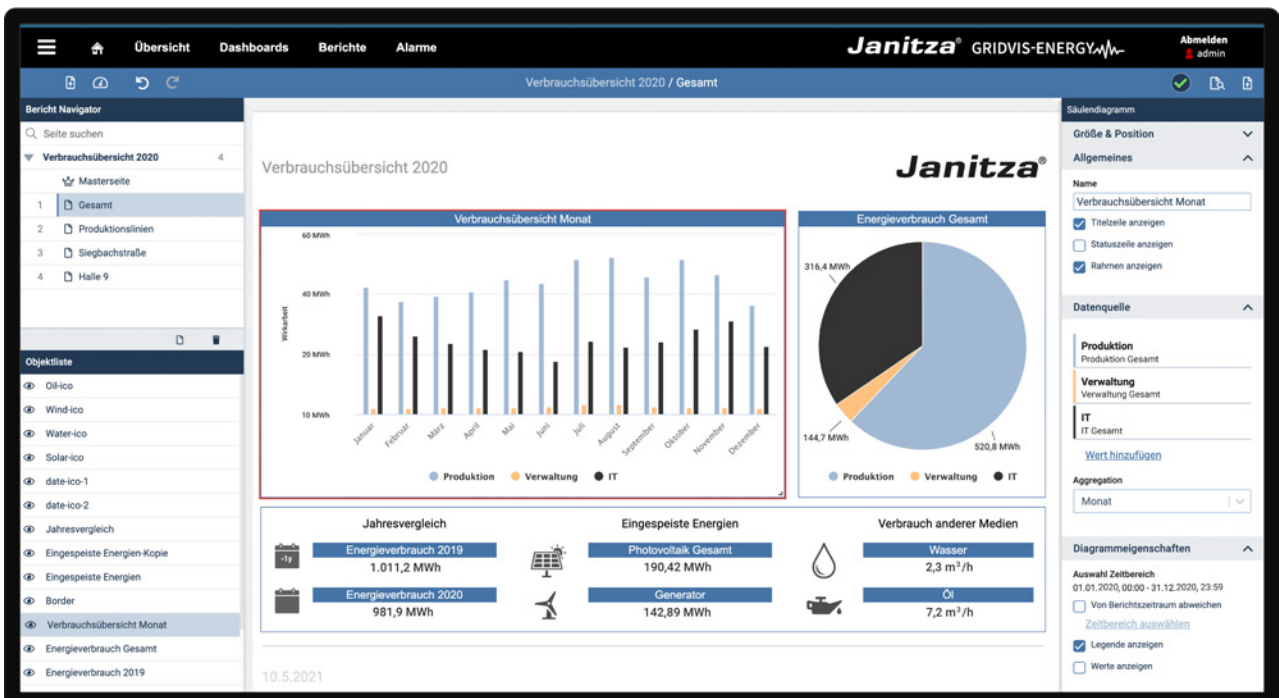 Übersicht Dashboards Berichte Alarme
Janitza® GRIDVIS-ENERGY
Abmelden
admin
Verbrauchsübersicht 2020 / Gesamt
Bericht Navigator
Seite suchen
Verbrauchsübersicht 2020 4
Masterseite
1 Gesamt
2 Produktionslinien
3 Siegbachstraße
4 Halle 9
Objektliste
Oil-ico
Wind-ico
Water-ico
Solar-ico
date-ico-1
date-ico-2
Jahresvergleich
Eingespeiste Energien-Kopie
Eingespeiste Energien
Border
Verbrauchsübersicht Monat
Energieverbrauch Gesamt
Energieverbrauch 2019
Verbrauchsübersicht 2020
Janitza®
Verbrauchsübersicht Monat
60 MWh
40 MWh
20 MWh
10 MWh
Wirkarbeit
Januar Februar März April Mai Juni Juli August September Oktober November Dezember
Produktion Verwaltung IT
Energieverbrauch Gesamt
316,4 MWh
144,7 MWh
520,8 MWh
Produktion Verwaltung IT
Jahresvergleich
-1y
Energieverbrauch 2019
1.011,2 MWh
Energieverbrauch 2020
981,9 MWh
Eingespeiste Energien
Photovoltaik Gesamt
190,42 MWh
Generator
142,89 MWh
Verbrauch anderer Medien
Wasser
2,3 m³/h
Öl
7,2 m³/h
10.5.2021
Säulendiagramm
Größe & Position
Allgemeines
Name
Verbrauchsübersicht Monat
Titelzeile anzeigen
Statuszeile anzeigen
Rahmen anzeigen
Datenquelle
Produktion
Produktion Gesamt
Verwaltung
Verwaltung Gesamt
IT
IT Gesamt
Wert hinzufügen
Aggregation
Monat
Diagrammeigenschaften
Auswahl Zeitbereich
01.01.2020, 00:00 - 31.12.2020, 23:59
Von Berichtszeitraum abweichen
Zeitbereich auswählen
Legende anzeigen
Werte anzeigen